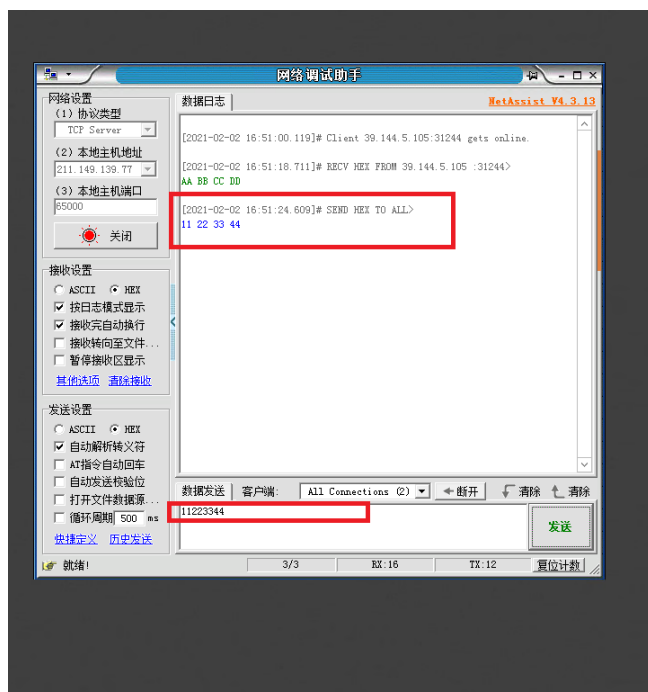 网络调试助手
网络设置
(1) 协议类型
TCP Server
(2) 本地主机地址
211.149.139.77
(3) 本地主机端口
65000
关闭
接收设置
ASCII HEX
按日志模式显示
接收完自动换行
接收转向至文件...
暂停接收区显示
其他选项 清除接收
发送设置
ASCII HEX
自动解析转义符
AT指令自动回车
自动发送校验位
打开文件数据源...
循环周期 500 ms
快捷定义 历史发送
数据日志 NetAssist V4.3.13
[2021-02-02 16:51:00.119]# Client 39.144.5.105:31244 gets online.
[2021-02-02 16:51:18.711]# RECV HEX FROM 39.144.5.105 :31244>
AA BB CC DD
[2021-02-02 16:51:24.609]# SEND HEX TO ALL>
11 22 33 44
数据发送 客户端: All Connections (2) 断开 清除 清除
11223344
发送
就绪! 3/3 RX:16 TX:12 复位计数